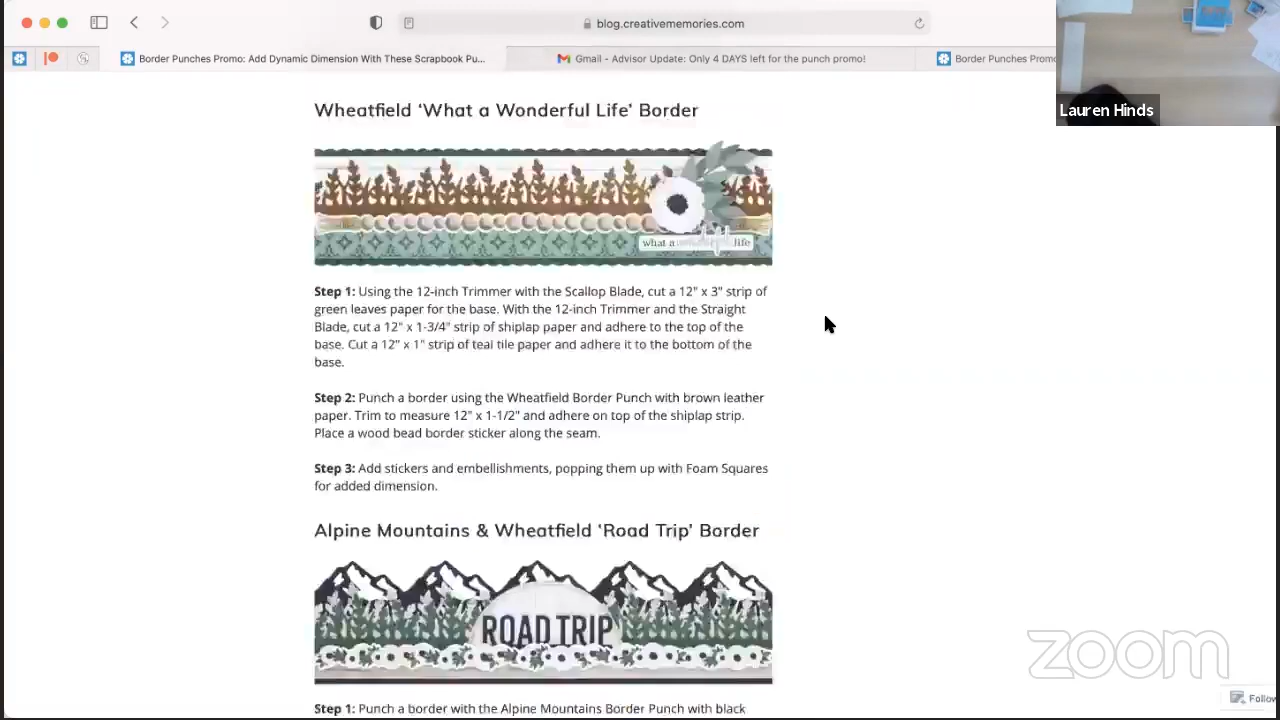 blog.creativememories.com
Border Punches Promo: Add Dynamic Dimension With These Scrapbook Pu...
Gmail - Advisor Update: Only 4 DAYS left for the punch promo!
Border Punches Promo
Lauren Hinds
Wheatfield ‘What a Wonderful Life’ Border
what a wonderful life
Step 1: Using the 12-inch Trimmer with the Scallop Blade, cut a 12" x 3" strip of
green leaves paper for the base. With the 12-inch Trimmer and the Straight
Blade, cut a 12" x 1-3/4" strip of shiplap paper and adhere to the top of the
base. Cut a 12" x 1" strip of teal tile paper and adhere it to the bottom of the
base.
Step 2: Punch a border using the Wheatfield Border Punch with brown leather
paper. Trim to measure 12" x 1-1/2" and adhere on top of the shiplap strip.
Place a wood bead border sticker along the seam.
Step 3: Add stickers and embellishments, popping them up with Foam Squares
for added dimension.
Alpine Mountains & Wheatfield ‘Road Trip’ Border
ROAD TRIP
zoom
Follow
Step 1: Punch a border with the Alpine Mountains Border Punch with black